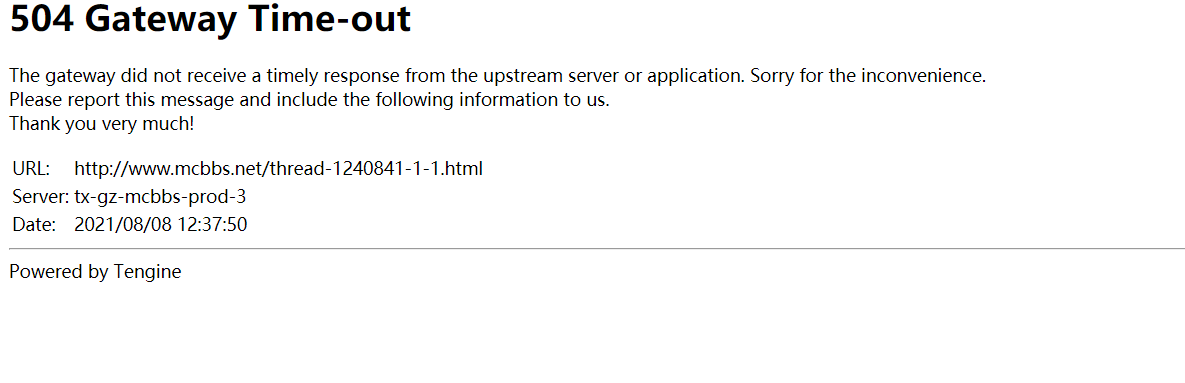 504 Gateway Time-out
The gateway did not receive a timely response from the upstream server or application. Sorry for the inconvenience.
Please report this message and include the following information to us.
Thank you very much!
URL: http://www.mcbbs.net/thread-1240841-1-1.html
Server: tx-gz-mcbbs-prod-3
Date: 2021/08/08 12:37:50
Powered by Tengine